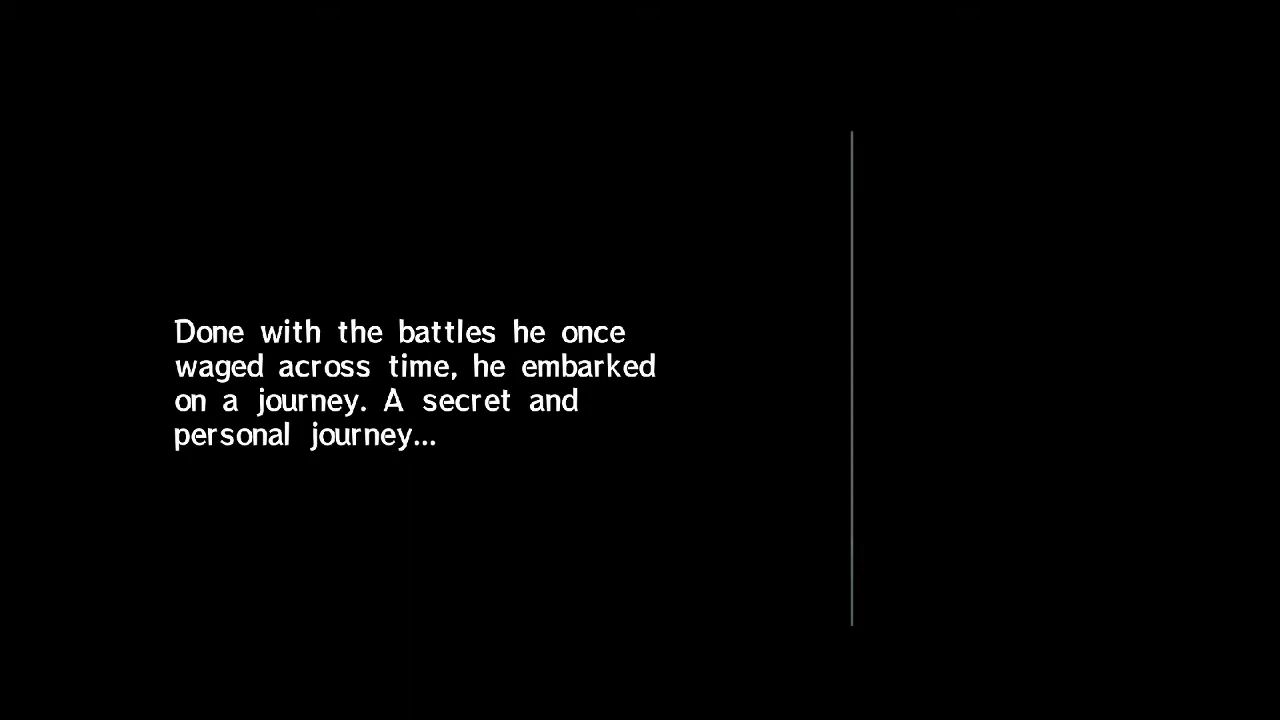 Done with the battles he once
waged across time, he embarked
on a journey. A secret and
personal journey...